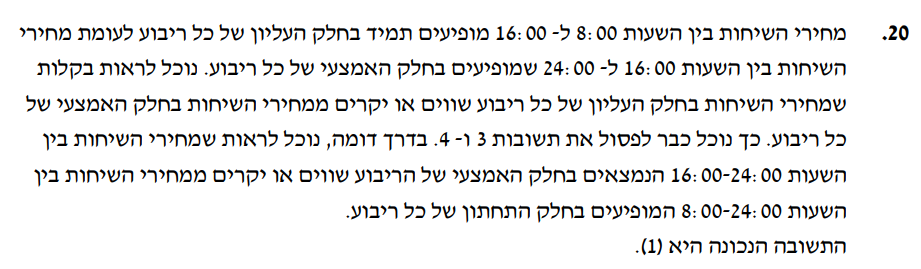 20. מחירי השיחות בין השעות 8:00 ל- 16:00 מופיעים תמיד בחלק העליון של כל ריבוע לעומת מחירי
השיחות בין השעות 16:00 ל- 24:00 שמופיעים בחלק האמצעי של כל ריבוע. נוכל לראות בקלות
שמחירי השיחות בחלק העליון של כל ריבוע שווים או יקרים ממחירי השיחות בחלק האמצעי של
כל ריבוע. כך נוכל כבר לפסול את תשובות 3 ו- 4. בדרך דומה, נוכל לראות שמחירי השיחות בין
השעות 16:00-24:00 הנמצאים בחלק האמצעי של הריבוע שווים או יקרים ממחירי השיחות בין
השעות 8:00-24:00 המופיעים בחלק התחתון של כל ריבוע.
התשובה הנכונה היא (1).